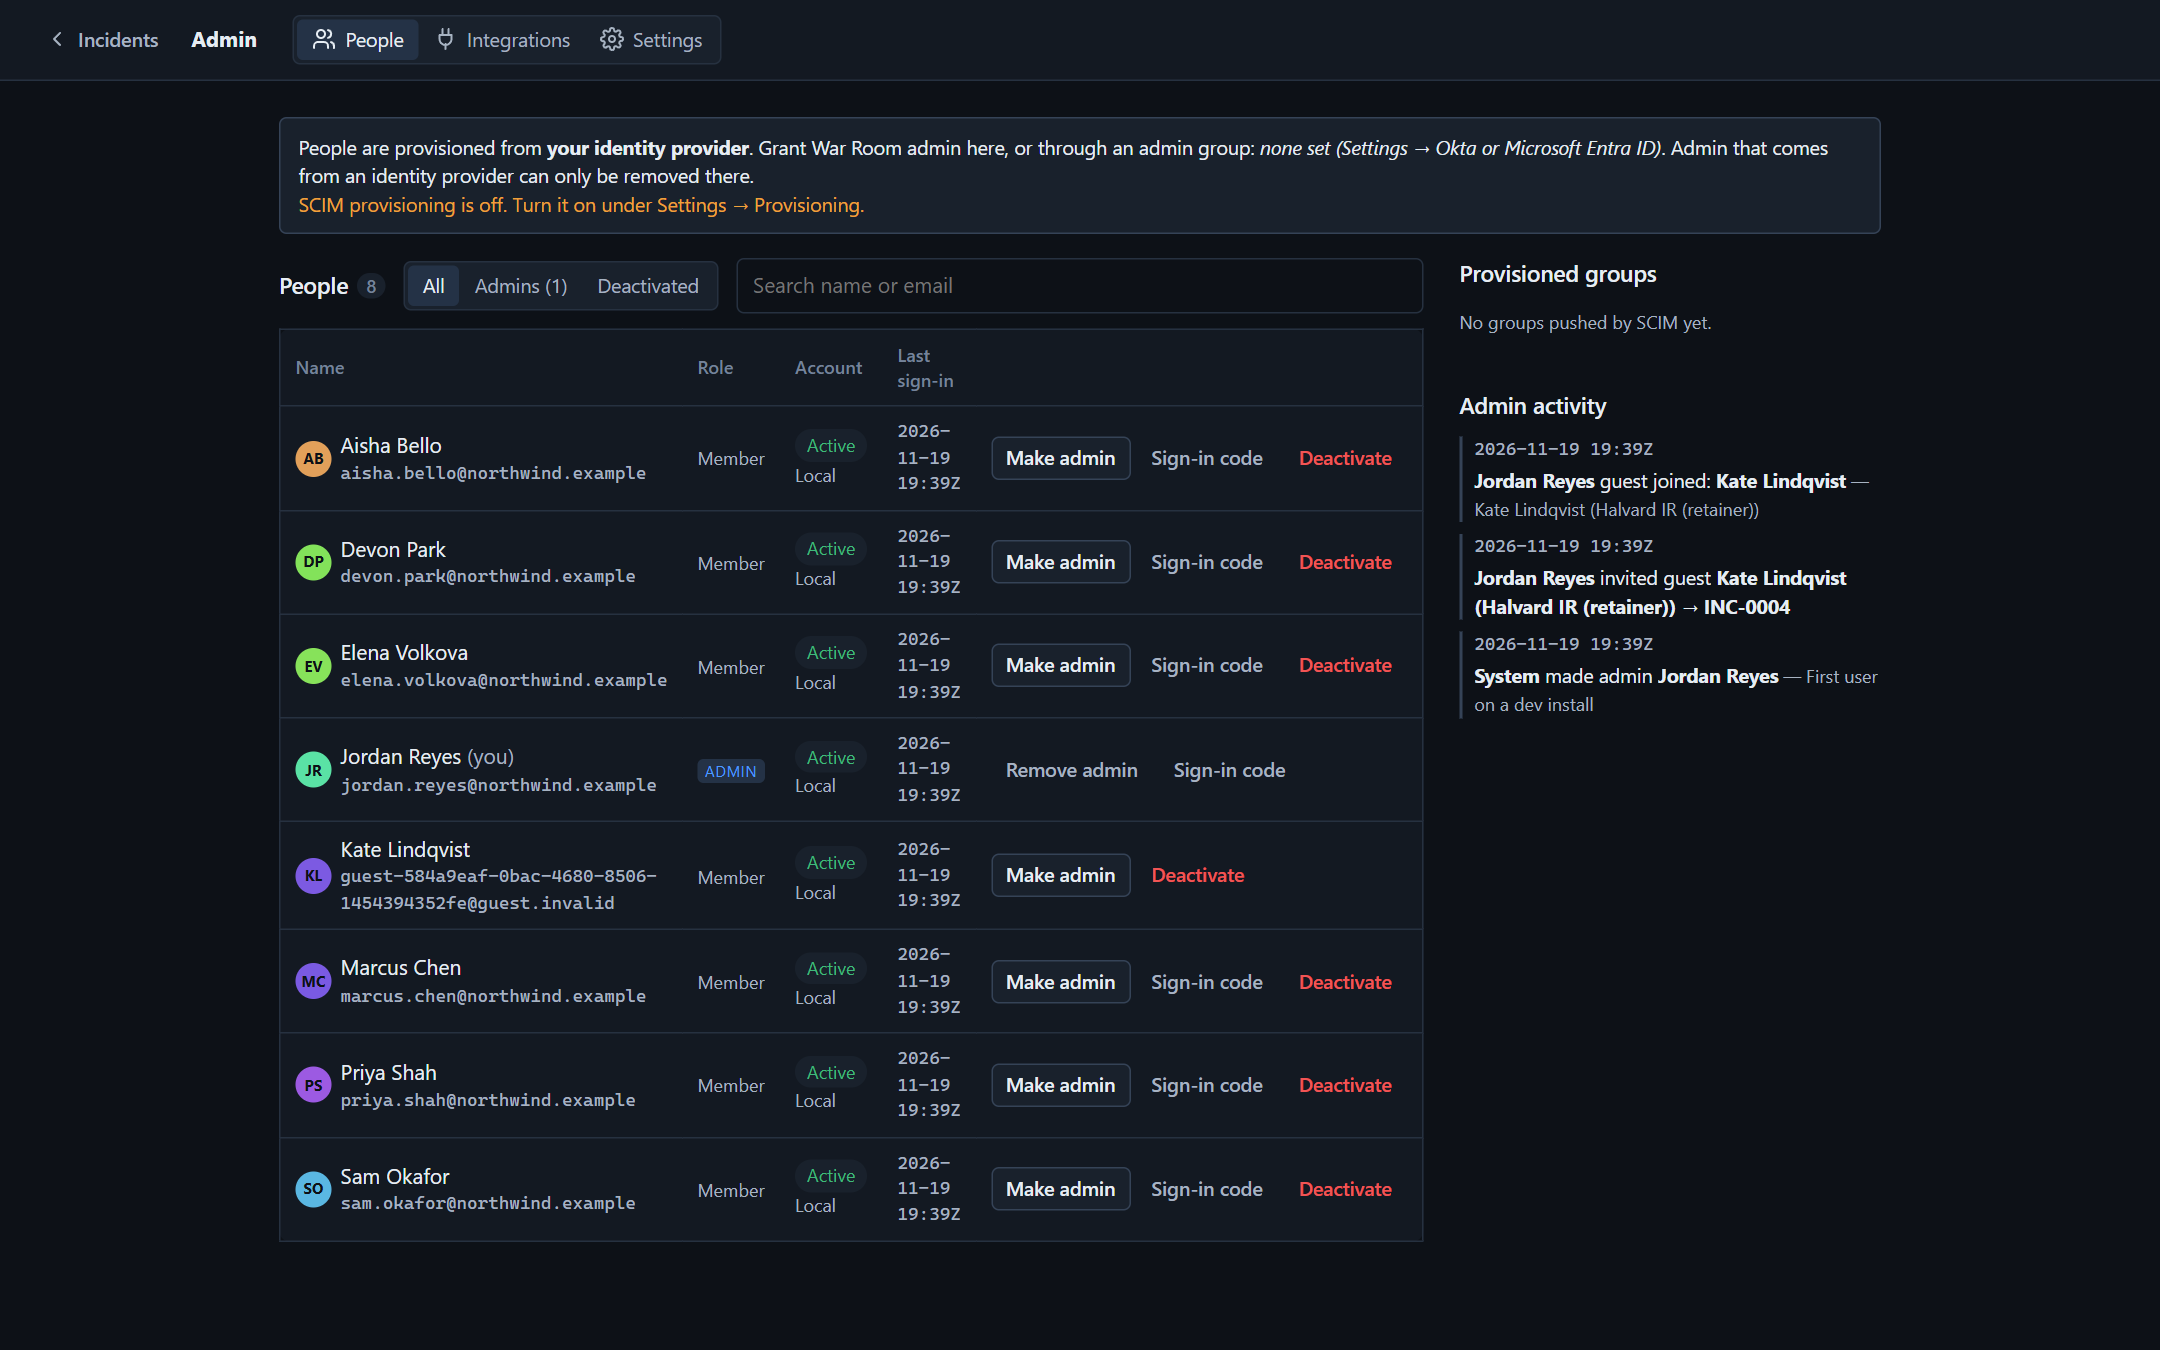 Incidents
Admin
People
Integrations
Settings
People are provisioned from your identity provider. Grant War Room admin here, or through an admin group: none set (Settings → Okta or Microsoft Entra ID). Admin that comes
from an identity provider can only be removed there.
SCIM provisioning is off. Turn it on under Settings → Provisioning.
People 8
All
Admins (1)
Deactivated
Search name or email
Name
Role
Account
Last
sign-in
AB
Aisha Bello
aisha.bello@northwind.example
Member
Active
Local
2026-
11-19
19:39Z
Make admin
Sign-in code
Deactivate
DP
Devon Park
devon.park@northwind.example
Member
Active
Local
2026-
11-19
19:39Z
Make admin
Sign-in code
Deactivate
EV
Elena Volkova
elena.volkova@northwind.example
Member
Active
Local
2026-
11-19
19:39Z
Make admin
Sign-in code
Deactivate
JR
Jordan Reyes (you)
jordan.reyes@northwind.example
ADMIN
Active
Local
2026-
11-19
19:39Z
Remove admin
Sign-in code
KL
Kate Lindqvist
guest-584a9eaf-0bac-4680-8506-
1454394352fe@guest.invalid
Member
Active
Local
2026-
11-19
19:39Z
Make admin
Deactivate
MC
Marcus Chen
marcus.chen@northwind.example
Member
Active
Local
2026-
11-19
19:39Z
Make admin
Sign-in code
Deactivate
PS
Priya Shah
priya.shah@northwind.example
Member
Active
Local
2026-
11-19
19:39Z
Make admin
Sign-in code
Deactivate
SO
Sam Okafor
sam.okafor@northwind.example
Member
Active
Local
2026-
11-19
19:39Z
Make admin
Sign-in code
Deactivate
Provisioned groups
No groups pushed by SCIM yet.
Admin activity
2026-11-19 19:39Z
Jordan Reyes guest joined: Kate Lindqvist —
Kate Lindqvist (Halvard IR (retainer))
2026-11-19 19:39Z
Jordan Reyes invited guest Kate Lindqvist
(Halvard IR (retainer)) → INC-0004
2026-11-19 19:39Z
System made admin Jordan Reyes — First user
on a dev install